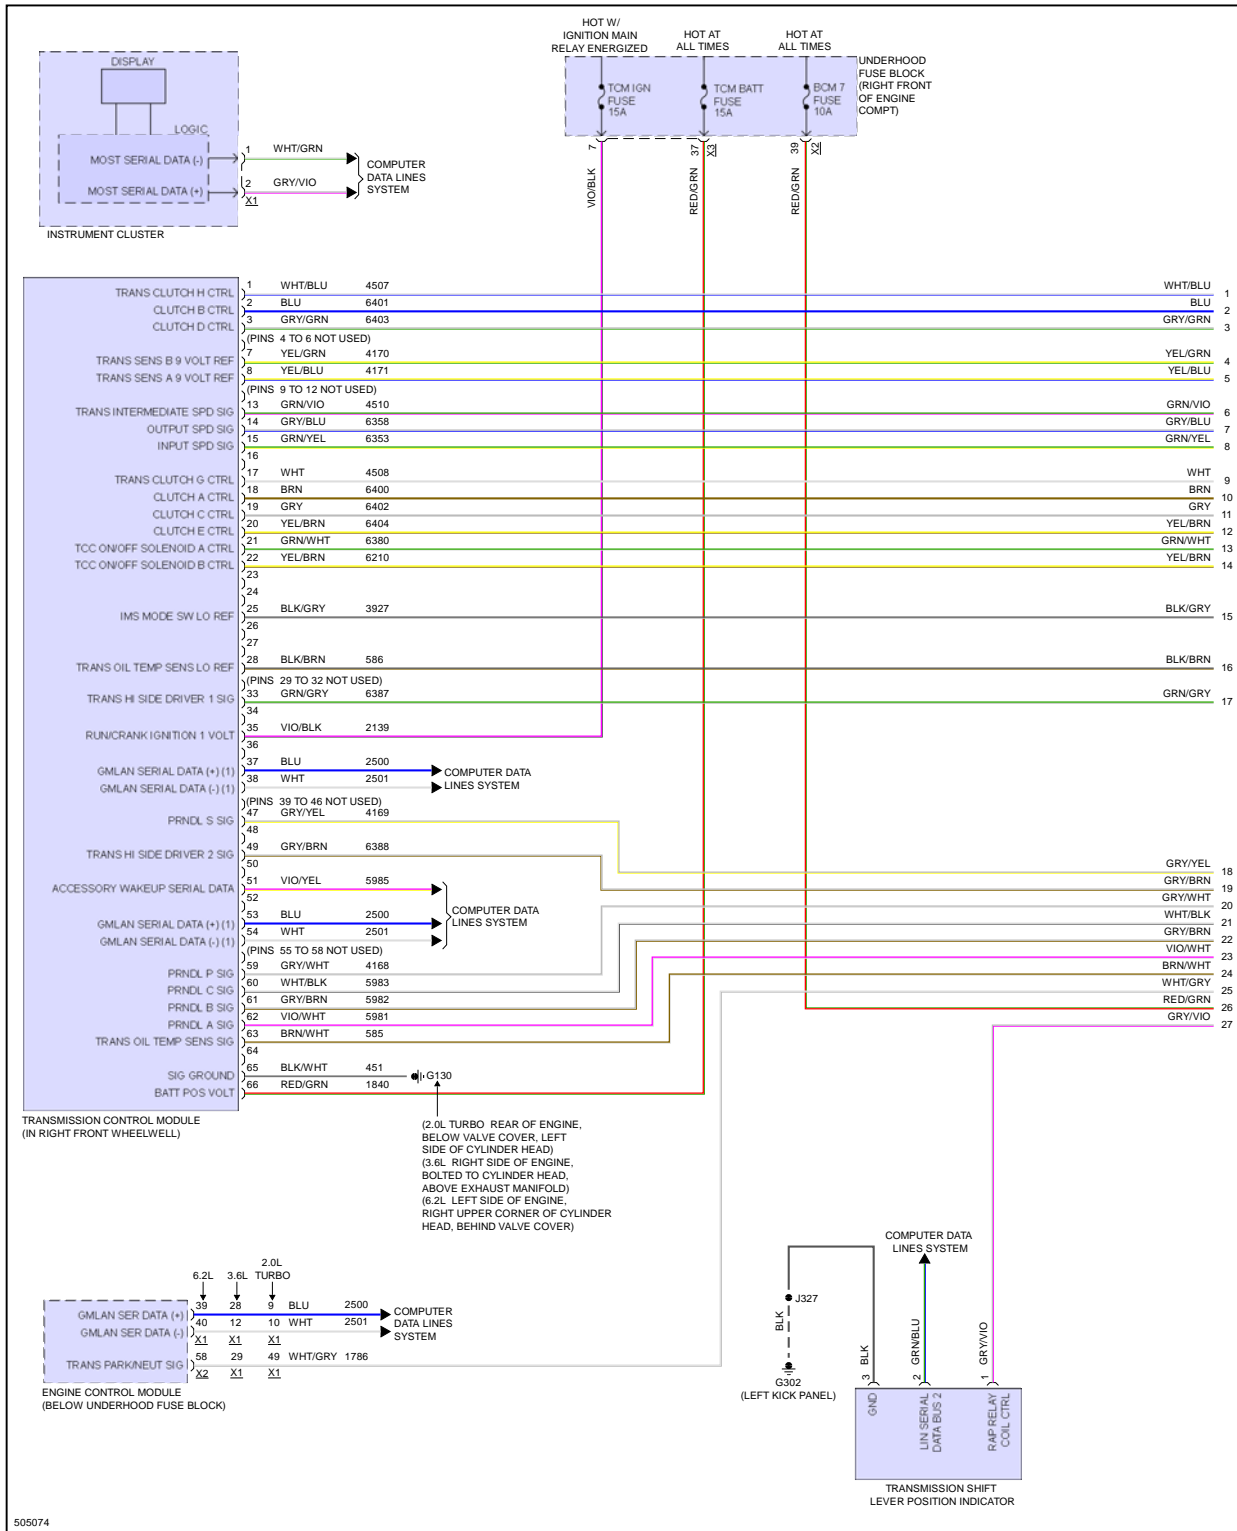 HOT W/
IGNITION MAIN
RELAY ENERGIZED
HOT AT
ALL TIMES
HOT AT
ALL TIMES
UNDERHOOD
FUSE BLOCK
(RIGHT FRONT
OF ENGINE
COMPT)
TCM IGN
FUSE
15A
TCM BATT
FUSE
15A
BCM 7
FUSE
10A
7
37
X3
39
X2
VIO/BLK
RED/GRN
RED/GRN
DISPLAY
LOGIC
MOST SERIAL DATA (-)
1 WHT/GRN
MOST SERIAL DATA (+)
2 GRY/VIO
X1
COMPUTER
DATA LINES
SYSTEM
INSTRUMENT CLUSTER
TRANS CLUTCH H CTRL 1 WHT/BLU 4507 WHT/BLU 1
CLUTCH B CTRL 2 BLU 6401 BLU 2
CLUTCH D CTRL 3 GRY/GRN 6403 GRY/GRN 3
(PINS 4 TO 6 NOT USED)
TRANS SENS B 9 VOLT REF 7 YEL/GRN 4170 YEL/GRN 4
TRANS SENS A 9 VOLT REF 8 YEL/BLU 4171 YEL/BLU 5
(PINS 9 TO 12 NOT USED)
TRANS INTERMEDIATE SPD SIG 13 GRN/VIO 4510 GRN/VIO 6
OUTPUT SPD SIG 14 GRY/BLU 6358 GRY/BLU 7
INPUT SPD SIG 15 GRN/YEL 6353 GRN/YEL 8
16
TRANS CLUTCH G CTRL 17 WHT 4508 WHT 9
CLUTCH A CTRL 18 BRN 6400 BRN 10
CLUTCH C CTRL 19 GRY 6402 GRY 11
CLUTCH E CTRL 20 YEL/BRN 6404 YEL/BRN 12
TCC ON/OFF SOLENOID A CTRL 21 GRN/WHT 6380 GRN/WHT 13
TCC ON/OFF SOLENOID B CTRL 22 YEL/BRN 6210 YEL/BRN 14
23
24
IMS MODE SW LO REF 25 BLK/GRY 3927 BLK/GRY 15
26
27
TRANS OIL TEMP SENS LO REF 28 BLK/BRN 586 BLK/BRN 16
(PINS 29 TO 32 NOT USED)
TRANS HI SIDE DRIVER 1 SIG 33 GRN/GRY 6387 GRN/GRY 17
34
RUN/CRANK IGNITION 1 VOLT 35 VIO/BLK 2139
36
GMLAN SERIAL DATA (+) (1) 37 BLU 2500
GMLAN SERIAL DATA (-) (1) 38 WHT 2501
COMPUTER DATA
LINES SYSTEM
(PINS 39 TO 46 NOT USED)
PRNDL S SIG 47 GRY/YEL 4169
48
TRANS HI SIDE DRIVER 2 SIG 49 GRY/BRN 6388
50
ACCESSORY WAKEUP SERIAL DATA 51 VIO/YEL 5985
52
GMLAN SERIAL DATA (+) (1) 53 BLU 2500
GMLAN SERIAL DATA (-) (1) 54 WHT 2501
COMPUTER DATA
LINES SYSTEM
(PINS 55 TO 58 NOT USED)
PRNDL P SIG 59 GRY/WHT 4168
PRNDL C SIG 60 WHT/BLK 5983
PRNDL B SIG 61 GRY/BRN 5982
PRNDL A SIG 62 VIO/WHT 5981
TRANS OIL TEMP SENS SIG 63 BRN/WHT 585
64
SIG GROUND 65 BLK/WHT 451 G130
BATT POS VOLT 66 RED/GRN 1840
GRY/YEL 18
GRY/BRN 19
GRY/WHT 20
WHT/BLK 21
GRY/BRN 22
VIO/WHT 23
BRN/WHT 24
WHT/GRY 25
RED/GRN 26
GRY/VIO 27
TRANSMISSION CONTROL MODULE
(IN RIGHT FRONT WHEELWELL)
(2.0L TURBO REAR OF ENGINE,
BELOW VALVE COVER, LEFT
SIDE OF CYLINDER HEAD)
(3.6L RIGHT SIDE OF ENGINE,
BOLTED TO CYLINDER HEAD,
ABOVE EXHAUST MANIFOLD)
(6.2L LEFT SIDE OF ENGINE,
RIGHT UPPER CORNER OF CYLINDER
HEAD, BEHIND VALVE COVER)
6.2L 3.6L 2.0L
TURBO
GMLAN SER DATA (+) 39 28 9 BLU 2500
GMLAN SER DATA (-) 40 12 10 WHT 2501
X1 X1 X1
COMPUTER
DATA LINES
SYSTEM
TRANS PARK/NEUT SIG 58 29 49 WHT/GRY 1786
X2 X1 X1
ENGINE CONTROL MODULE
(BELOW UNDERHOOD FUSE BLOCK)
COMPUTER DATA
LINES SYSTEM
J327
BLK
G302
(LEFT KICK PANEL)
BLK
3
GND
GRN/BLU
2
LIN SERIAL
DATA BUS 2
GRY/VIO
1
RAP RELAY
COIL CTRL
TRANSMISSION SHIFT
LEVER POSITION INDICATOR
505074